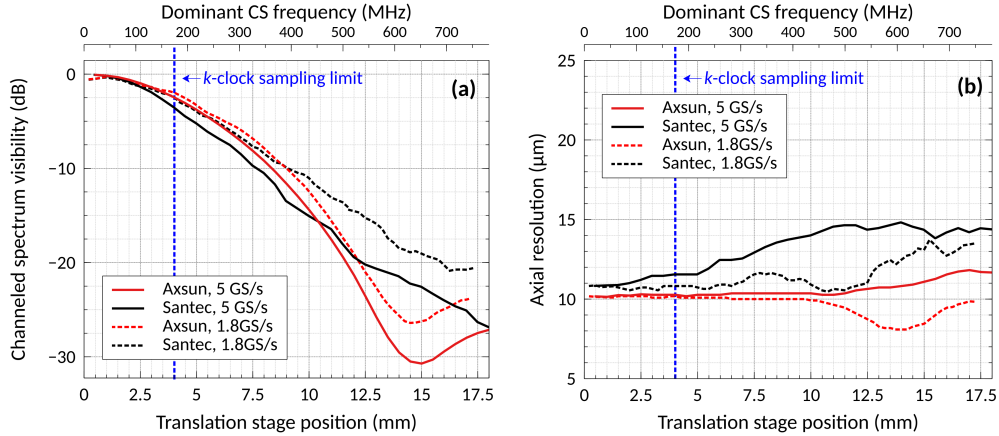 Dominant CS frequency (MHz)
0 100 200 300 400 500 600 700
Channeled spectrum visibility (dB)
0
−10
−20
−30
k-clock sampling limit
(a)
Axsun, 5 GS/s
Santec, 5 GS/s
Axsun, 1.8GS/s
Santec, 1.8GS/s
0 2.5 5 7.5 10 12.5 15 17.5
Translation stage position (mm)
Dominant CS frequency (MHz)
0 100 200 300 400 500 600 700
Axial resolution (μm)
25
20
15
10
5
k-clock sampling limit
(b)
Axsun, 5 GS/s
Santec, 5 GS/s
Axsun, 1.8GS/s
Santec, 1.8GS/s
0 2.5 5 7.5 10 12.5 15 17.5
Translation stage position (mm)